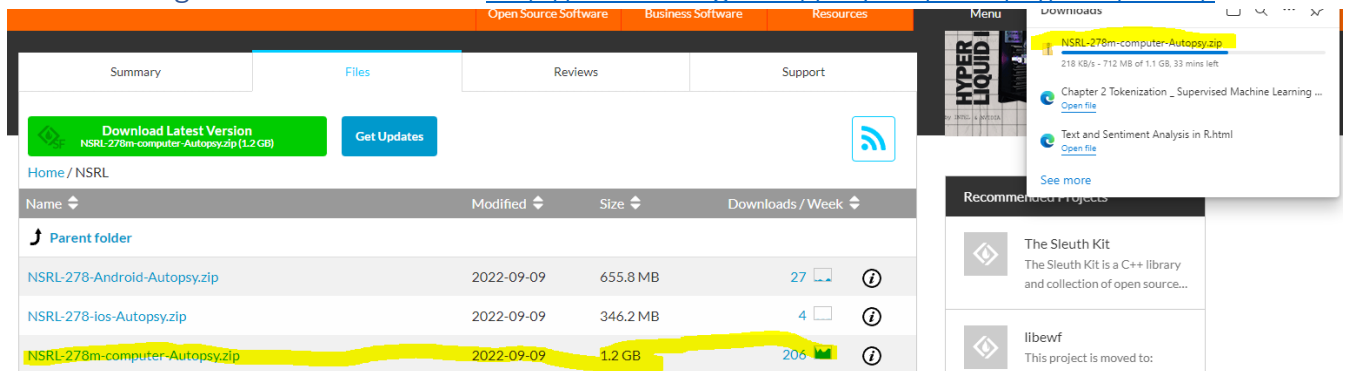 Open Source Software Business Software Resources Menu
Downloads
NSRL-278m-computer-Autopsy.zip
218 KB/s - 712 MB of 1.1 GB, 33 mins left
Chapter 2 Tokenization _ Supervised Machine Learning ...
Open file
Text and Sentiment Analysis in R.html
Open file
See more
HYPER
LIQUID
Summary Files Reviews Support
Download Latest Version
NSRL-278m-computer-Autopsy.zip (1.2 GB)
Get Updates
Home / NSRL
Name Modified Size Downloads / Week
Parent folder
NSRL-278-Android-Autopsy.zip 2022-09-09 655.8 MB 27
NSRL-278-ios-Autopsy.zip 2022-09-09 346.2 MB 4
NSRL-278m-computer-Autopsy.zip 2022-09-09 1.2 GB 206
Recommended Projects
The Sleuth Kit
The Sleuth Kit is a C++ library
and collection of open source...
libewf
This project is moved to: